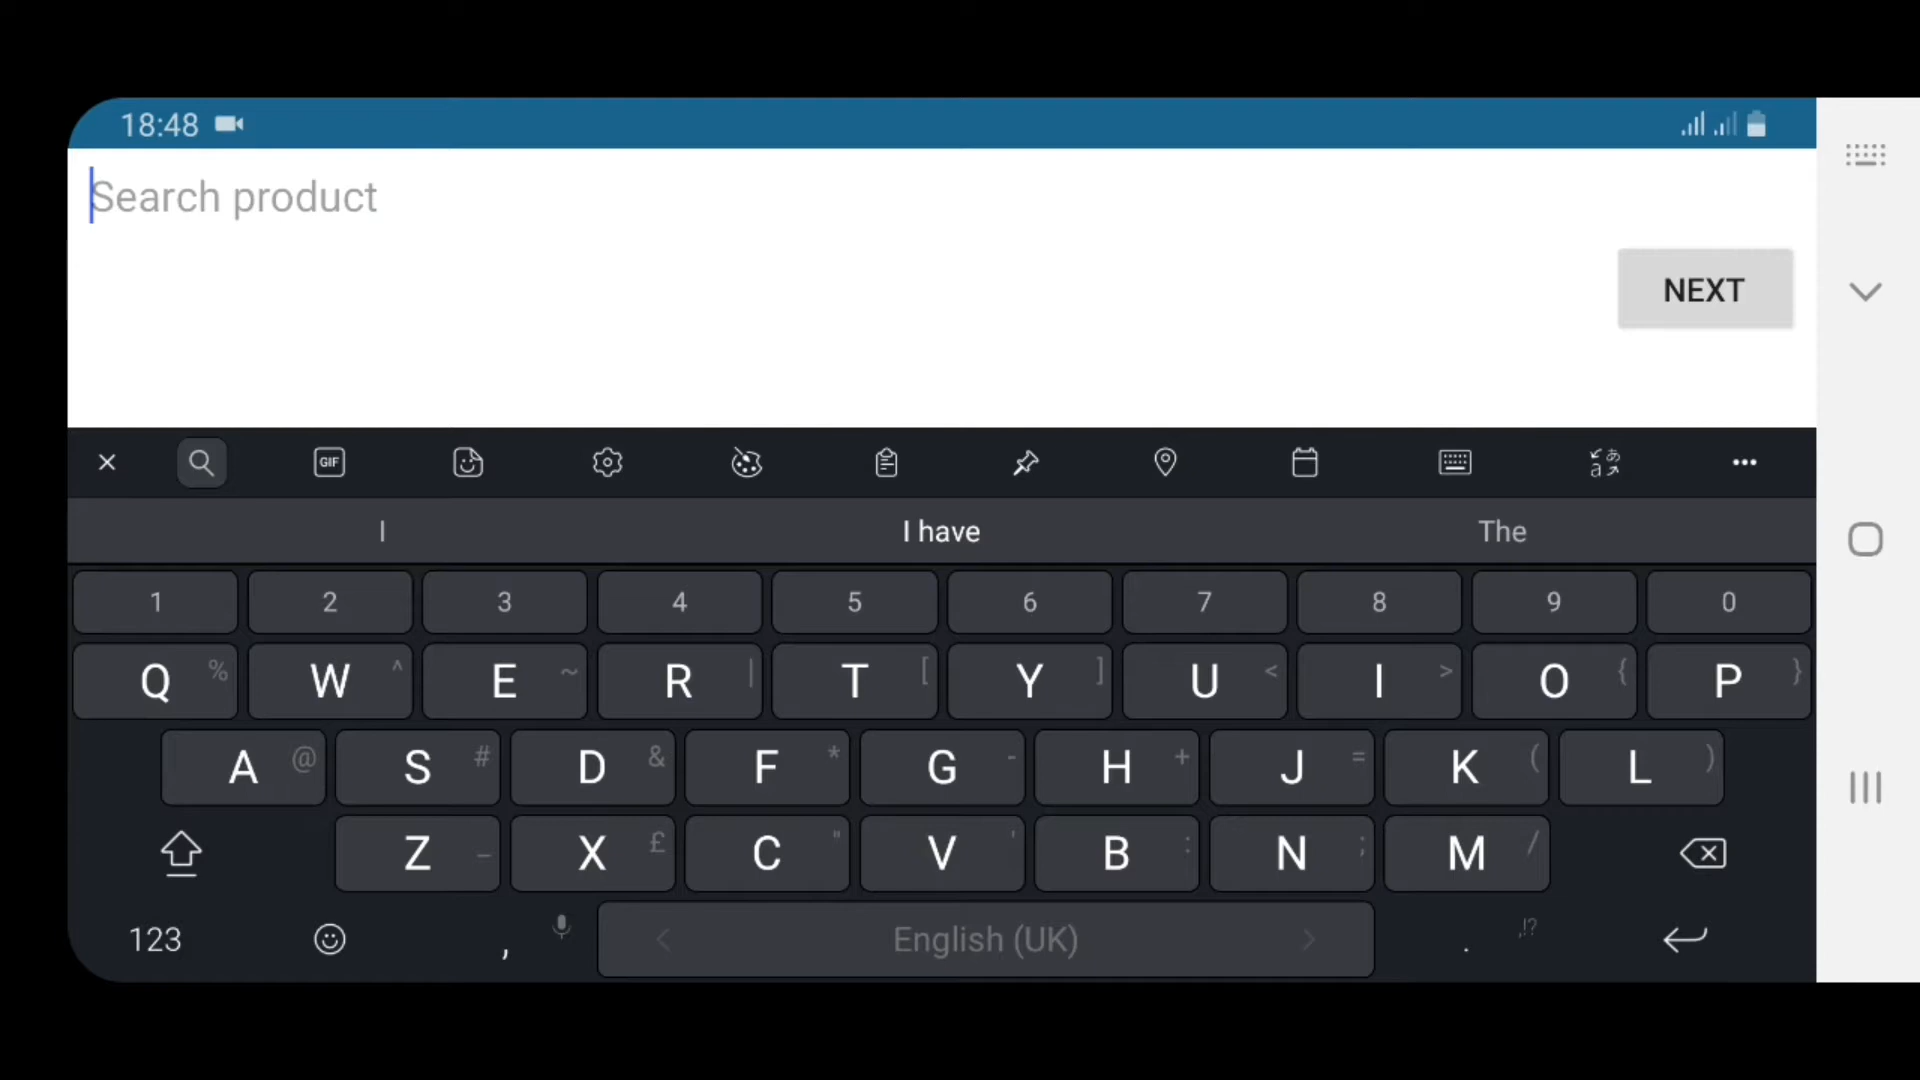 18:48
Search product
NEXT
GIF
I I have The
1 2 3 4 5 6 7 8 9 0
Q % W ^ E ~ R | T [ Y ] U < I > O { P }
A @ S # D & F * G - H + J = K ( L )
Z _ X £ C " V ' B : N ; M /
123 , < English (UK) > . ,!?